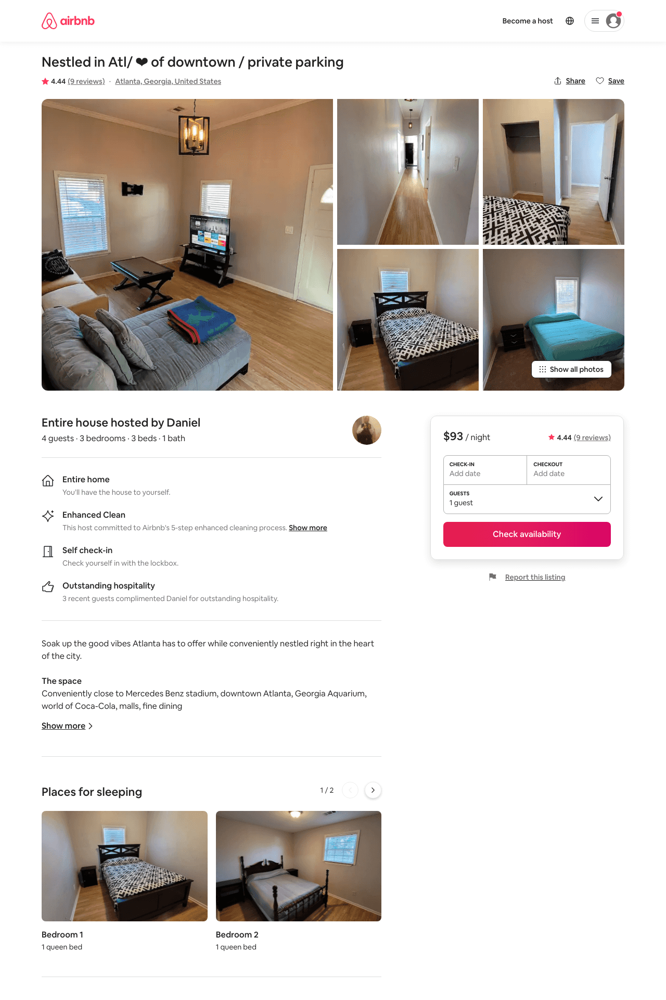 airbnb
Become a host
Nestled in Atl/ ❤ of downtown / private parking
4.44 (9 reviews) · Atlanta, Georgia, United States
Share
Save
Show all photos
Entire house hosted by Daniel
4 guests · 3 bedrooms · 3 beds · 1 bath
Entire home
You’ll have the house to yourself.
Enhanced Clean
This host committed to Airbnb's 5-step enhanced cleaning process. Show more
Self check-in
Check yourself in with the lockbox.
Outstanding hospitality
3 recent guests complimented Daniel for outstanding hospitality.
$93 / night
4.44 (9 reviews)
CHECK-IN
Add date
CHECKOUT
Add date
GUESTS
1 guest
Check availability
Report this listing
Soak up the good vibes Atlanta has to offer while conveniently nestled right in the heart
of the city.
The space
Conveniently close to Mercedes Benz stadium, downtown Atlanta, Georgia Aquarium,
world of Coca-Cola, malls, fine dining
Show more
Places for sleeping
1 / 2
Bedroom 1
1 queen bed
Bedroom 2
1 queen bed